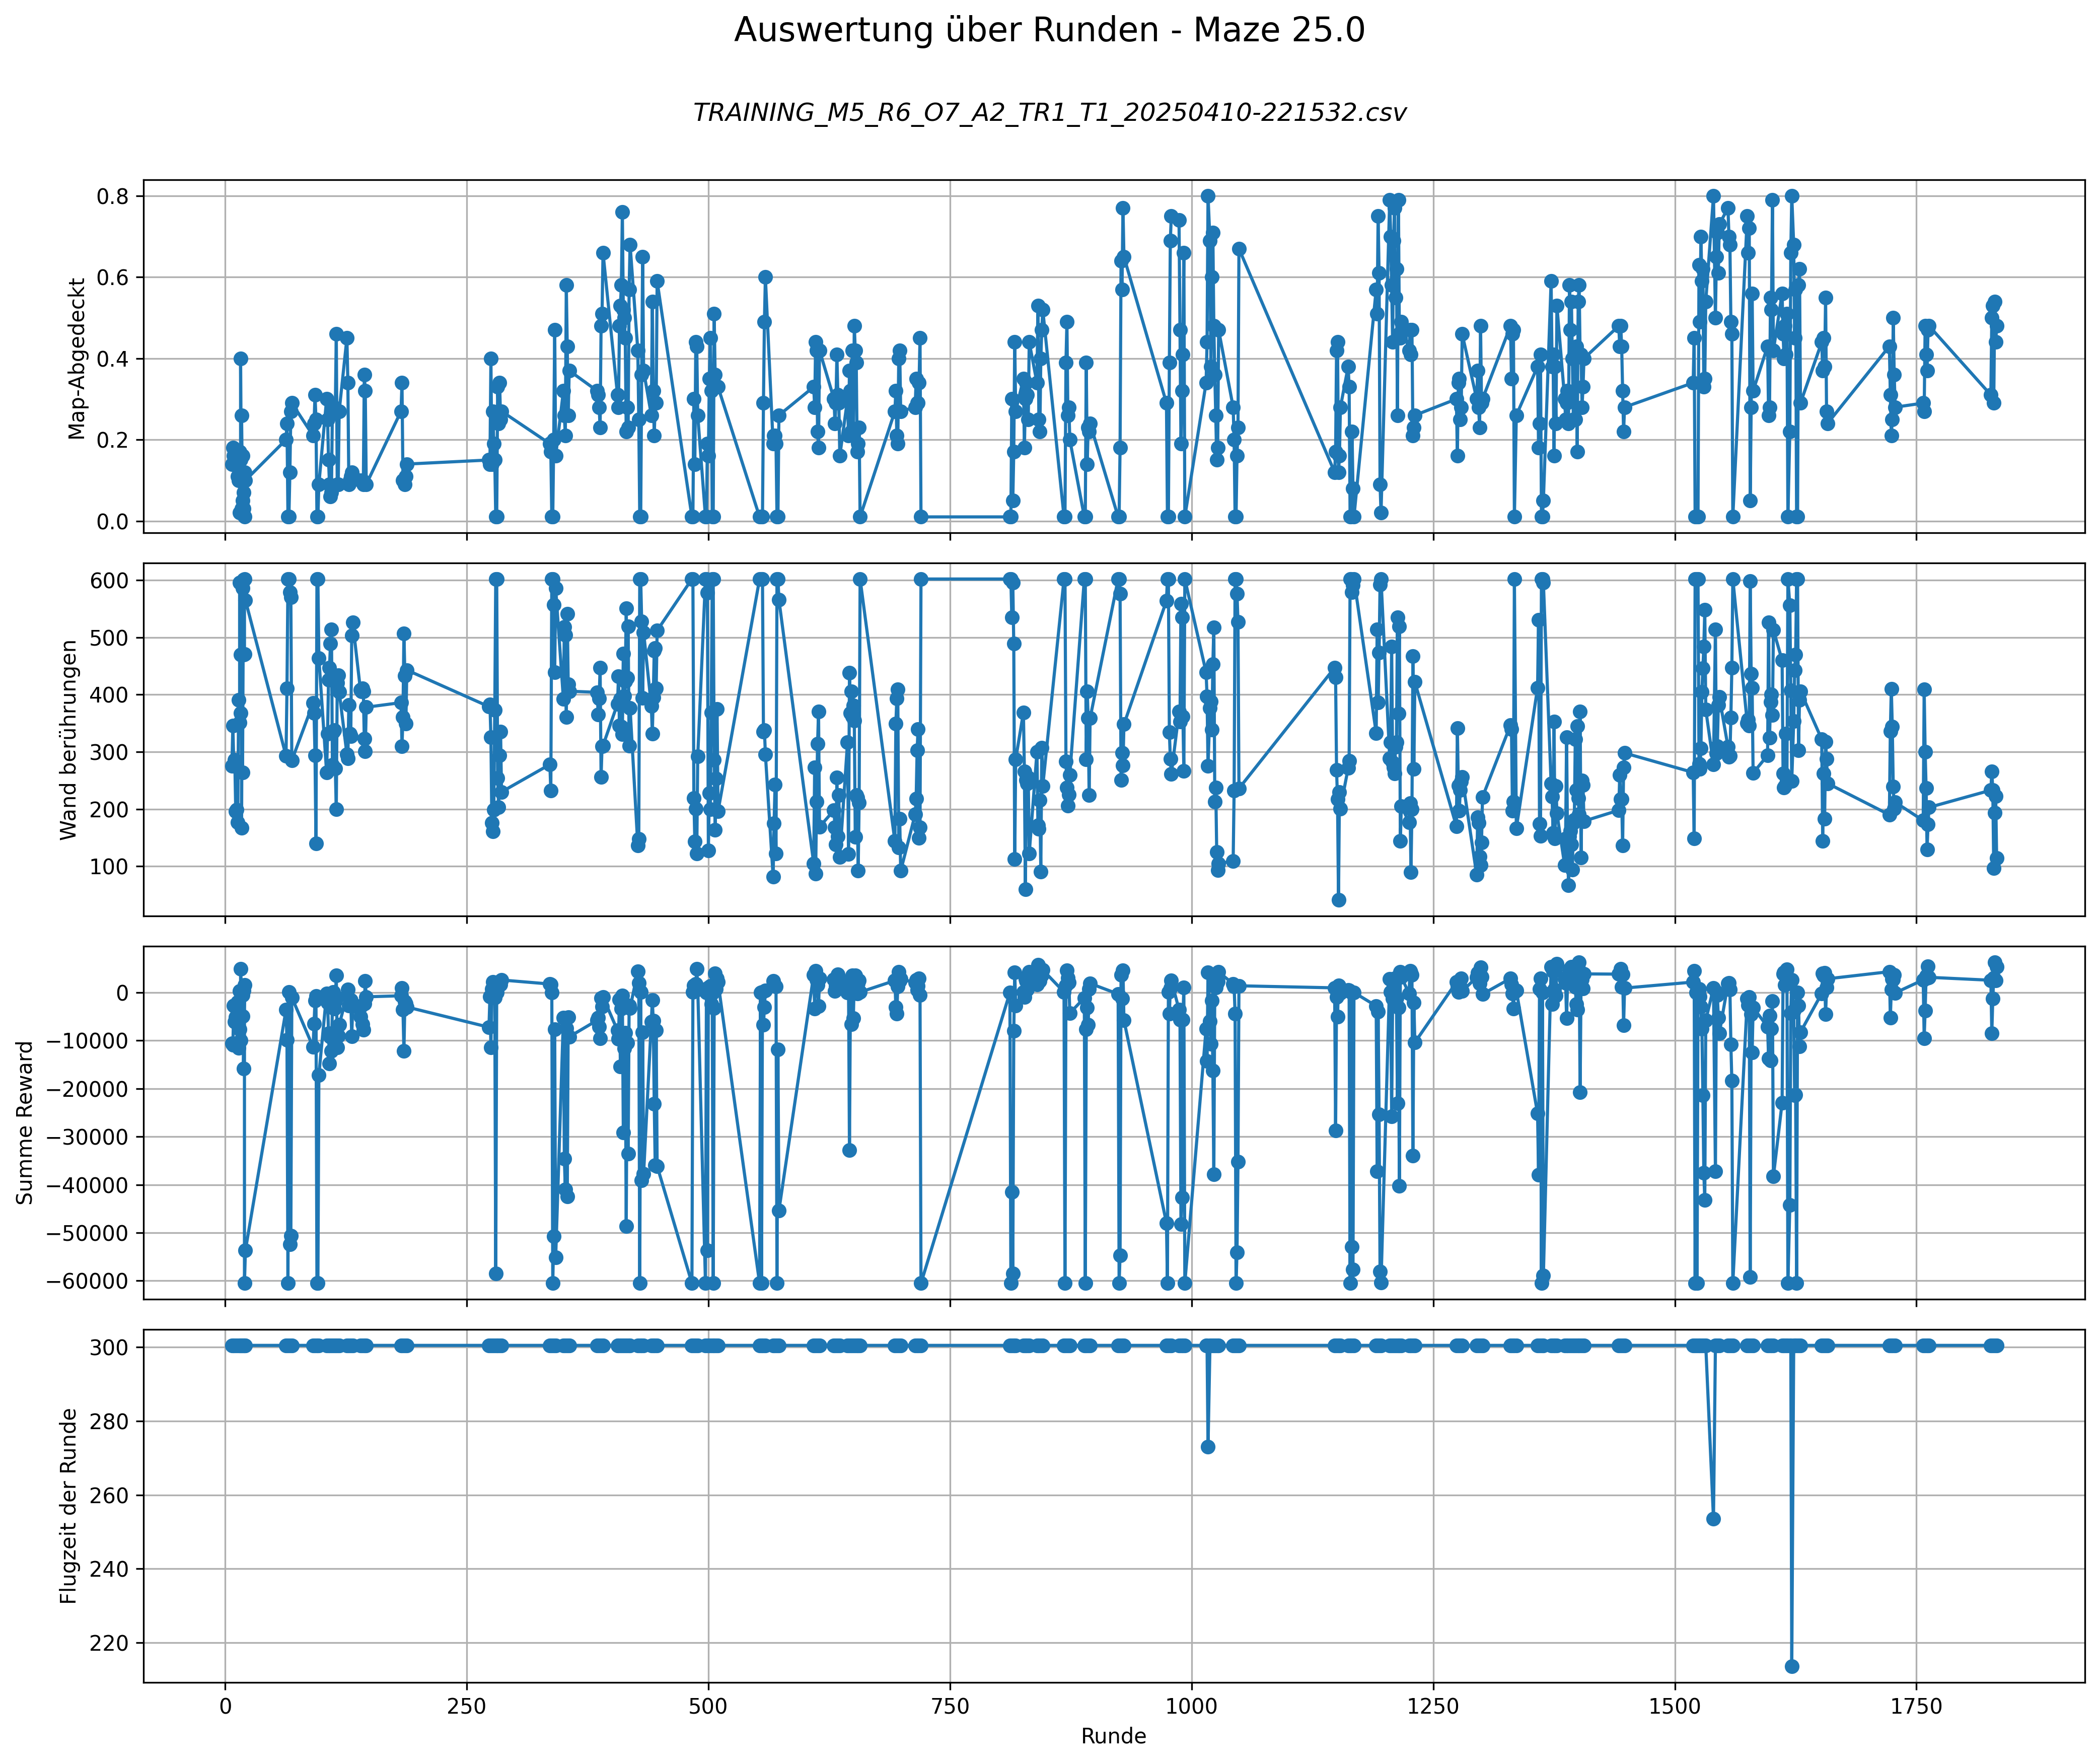 Auswertung über Runden - Maze 25.0
TRAINING_M5_R6_O7_A2_TR1_T1_20250410-221532.csv
Map-Abgedeckt
0.8
0.6
0.4
0.2
0.0
Wand berührungen
600
500
400
300
200
100
Summe Reward
0
−10000
−20000
−30000
−40000
−50000
−60000
Flugzeit der Runde
300
280
260
240
220
0 250 500 750 1000 1250 1500 1750
Runde